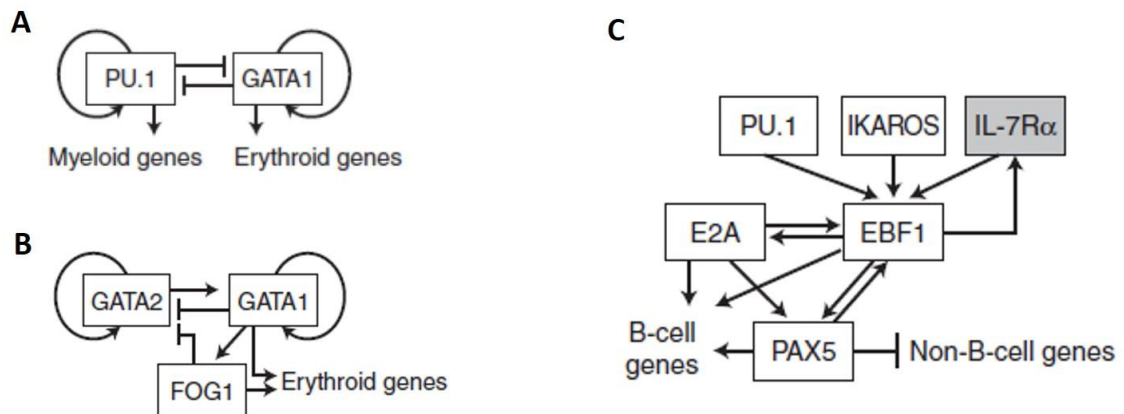 A
PU.1
GATA1
Myeloid genes
Erythroid genes
B
GATA2
GATA1
FOG1
Erythroid genes
C
PU.1
IKAROS
IL-7Rα
E2A
EBF1
B-cell
genes
PAX5
Non-B-cell genes